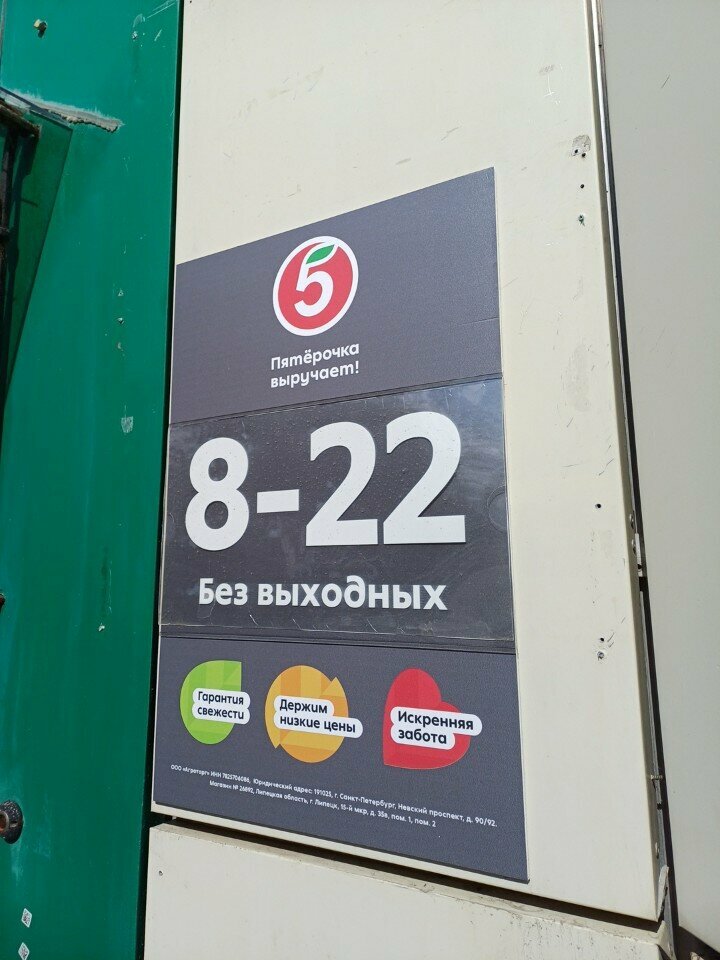 5
Пятёрочка
выручает!
8-22
Без выходных
Гарантия
свежести
Держим
низкие цены
Искренняя
забота
ООО «Агроторг» ИНН 7825706086, Юридический адрес: 191025, г. Санкт-Петербург, Невский проспект, д. 90/92.
Магазин № 26892, Липецкая область, г. Липецк, 15-й мкр, д. 35в, пом. 1, пом. 2